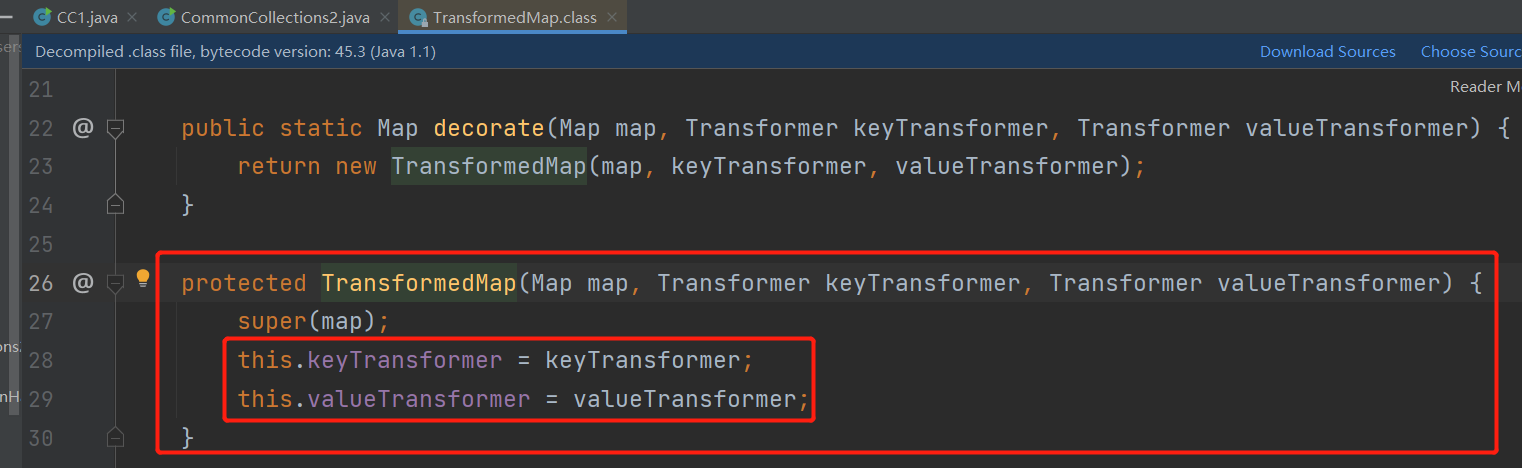 CC1.java CommonCollections2.java TransformedMap.class
Decompiled .class file, bytecode version: 45.3 (Java 1.1) Download Sources Choose Sourc
Reader M
21
22 @ public static Map decorate(Map map, Transformer keyTransformer, Transformer valueTransformer) {
23 return new TransformedMap(map, keyTransformer, valueTransformer);
24 }
25
26 @ protected TransformedMap(Map map, Transformer keyTransformer, Transformer valueTransformer) {
27 super(map);
28 this.keyTransformer = keyTransformer;
29 this.valueTransformer = valueTransformer;
30 }